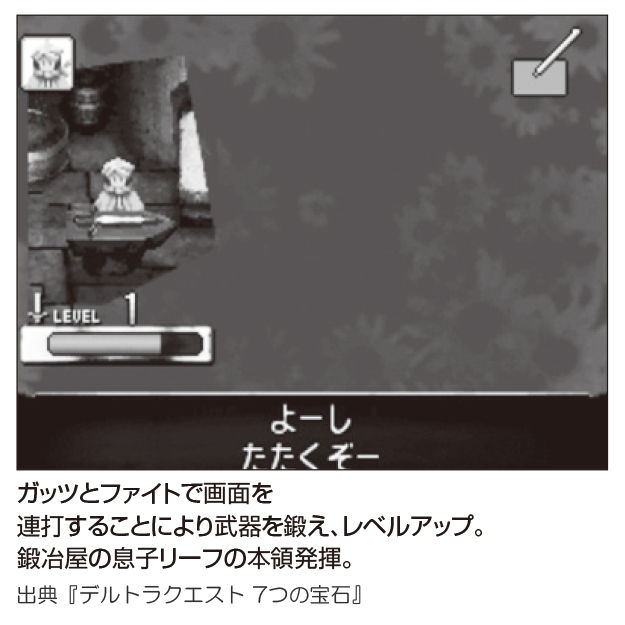 LEVEL 1
よーし
たたくぞー
ガッツとファイトで画面を
連打することにより武器を鍛え、レベルアップ。
鍛冶屋の息子リーフの本領発揮。
出典『デルトラクエスト 7つの宝石』